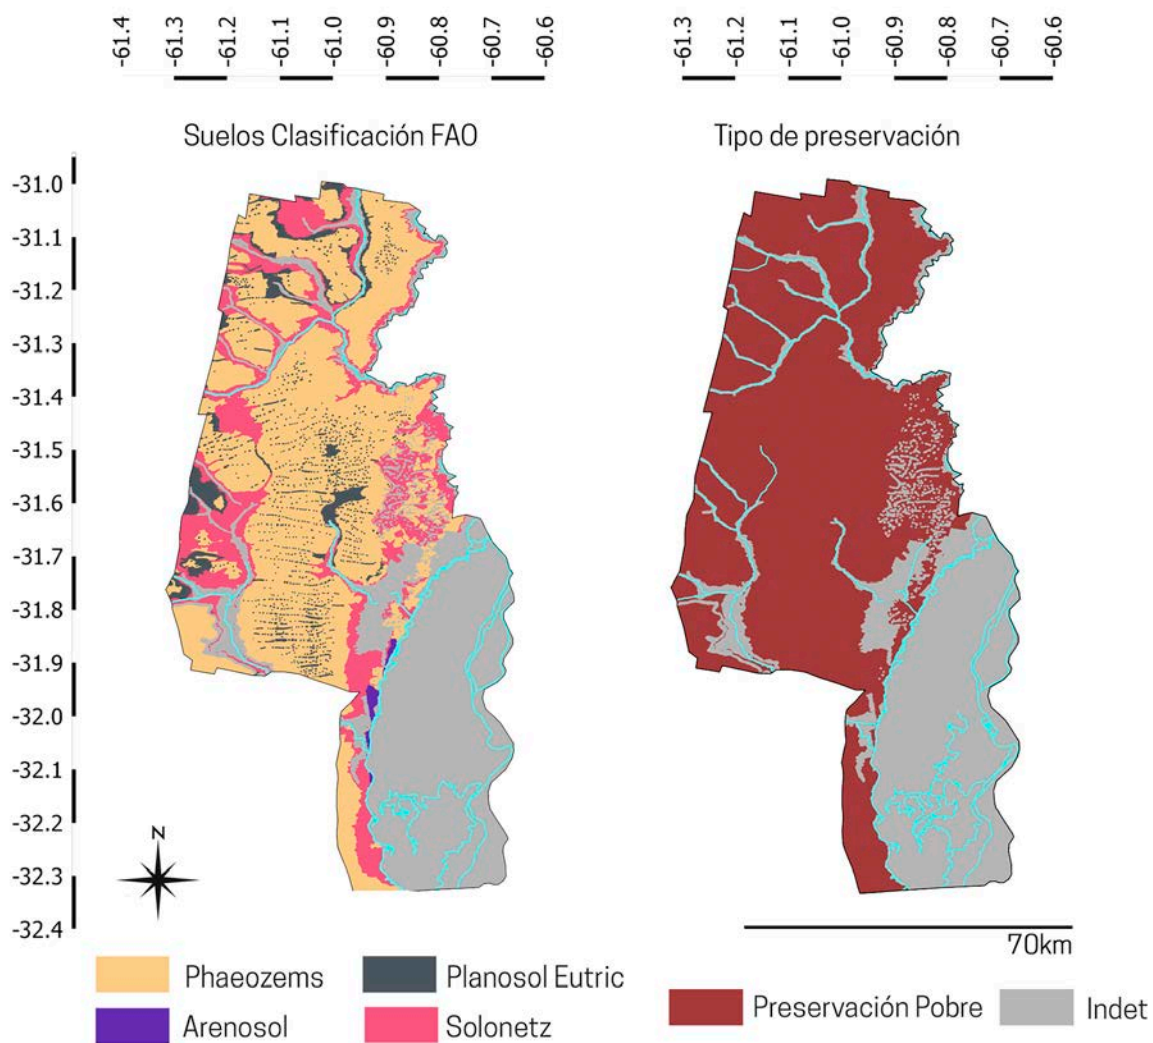 -61.4 -61.3 -61.2 -61.1 -61.0 -60.9 -60.8 -60.7 -60.6
-61.3 -61.2 -61.1 -61.0 -60.9 -60.8 -60.7 -60.6
Suelos Clasificación FAO
Tipo de preservación
-31.0
-31.1
-31.2
-31.3
-31.4
-31.5
-31.6
-31.7
-31.8
-31.9
-32.0
-32.1
-32.2
-32.3
-32.4
N
70km
Phaeozems
Planosol Eutric
Arenosol
Solonetz
Preservación Pobre
Indet